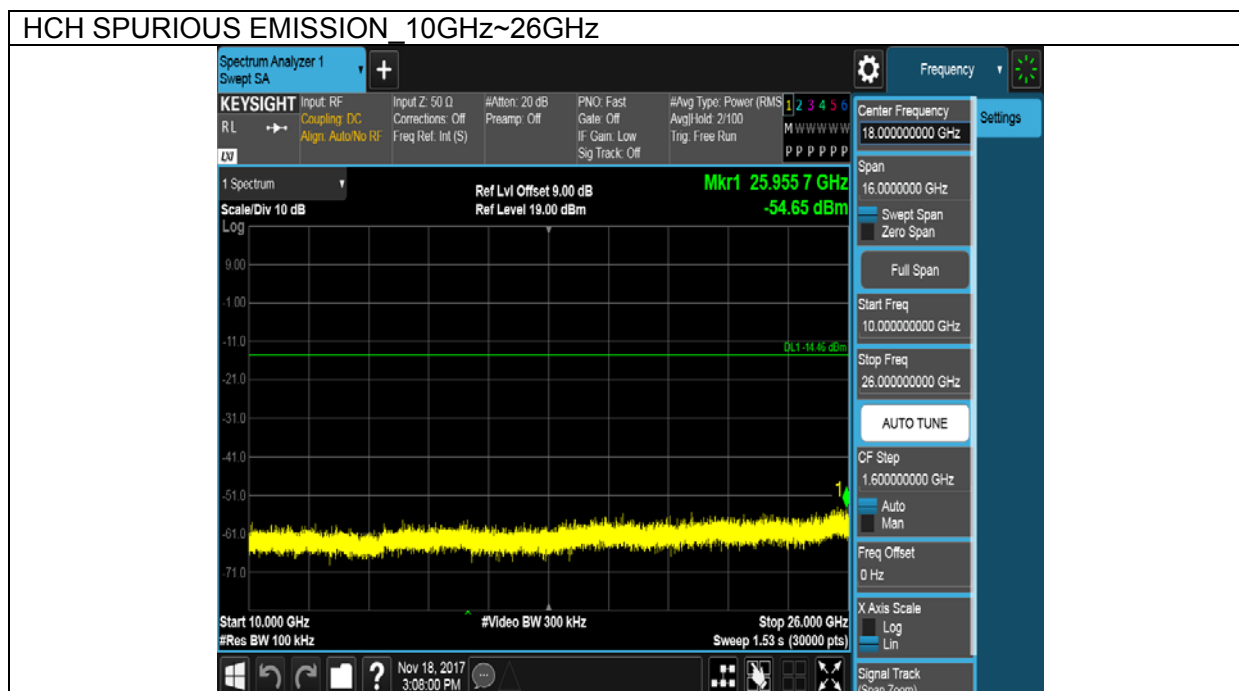 HCH SPURIOUS EMISSION_10GHz~26GHz
Spectrum Analyzer 1
Swept SA
+
Frequency
KEYSIGHT
RL
LXI
Input: RF
Coupling: DC
Align: Auto/No RF
Input Z: 50 Ω
Corrections: Off
Freq Ref: Int (S)
#Atten: 20 dB
Preamp: Off
PNO: Fast
Gate: Off
IF Gain: Low
Sig Track: Off
#Avg Type: Power (RMS
Avg|Hold: 2/100
Trig: Free Run
1 2 3 4 5 6
M W W W W W
P P P P P P
1 Spectrum
Scale/Div 10 dB
Log
Ref Lvl Offset 9.00 dB
Ref Level 19.00 dBm
Mkr1 25.955 7 GHz
-54.65 dBm
9.00
-1.00
-11.0
DL1 -14.46 dBm
-21.0
-31.0
-41.0
-51.0
1
-61.0
-71.0
Start 10.000 GHz
#Res BW 100 kHz
#Video BW 300 kHz
Stop 26.000 GHz
Sweep 1.53 s (30000 pts)
?
Nov 18, 2017
3:08:00 PM
Center Frequency
18.000000000 GHz
Settings
Span
16.0000000 GHz
Swept Span
Zero Span
Full Span
Start Freq
10.000000000 GHz
Stop Freq
26.000000000 GHz
AUTO TUNE
CF Step
1.600000000 GHz
Auto
Man
Freq Offset
0 Hz
X Axis Scale
Log
Lin
Signal Track
(Span Zoom)